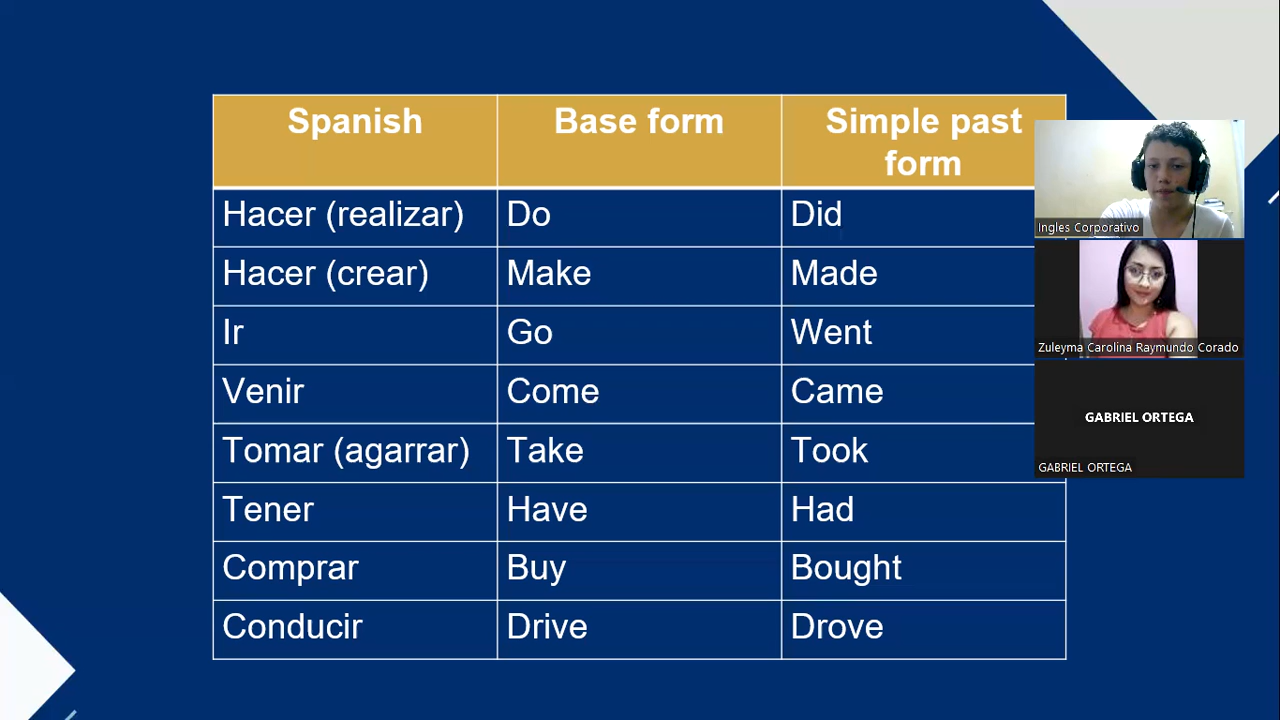 Spanish Base form Simple past
form
Hacer (realizar) Do Did
Hacer (crear) Make Made
Ir Go Went
Venir Come Came
Tomar (agarrar) Take Took
Tener Have Had
Comprar Buy Bought
Conducir Drive Drove
Ingles Corporativo
Zuleyma Carolina Raymundo Corado
GABRIEL ORTEGA
GABRIEL ORTEGA